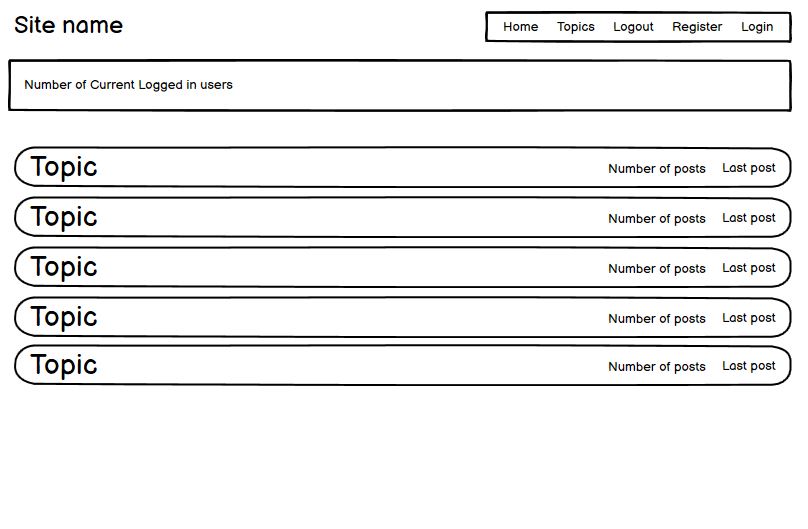 Site name
Home Topics Logout Register Login
Number of Current Logged in users
Topic Number of posts Last post
Topic Number of posts Last post
Topic Number of posts Last post
Topic Number of posts Last post
Topic Number of posts Last post